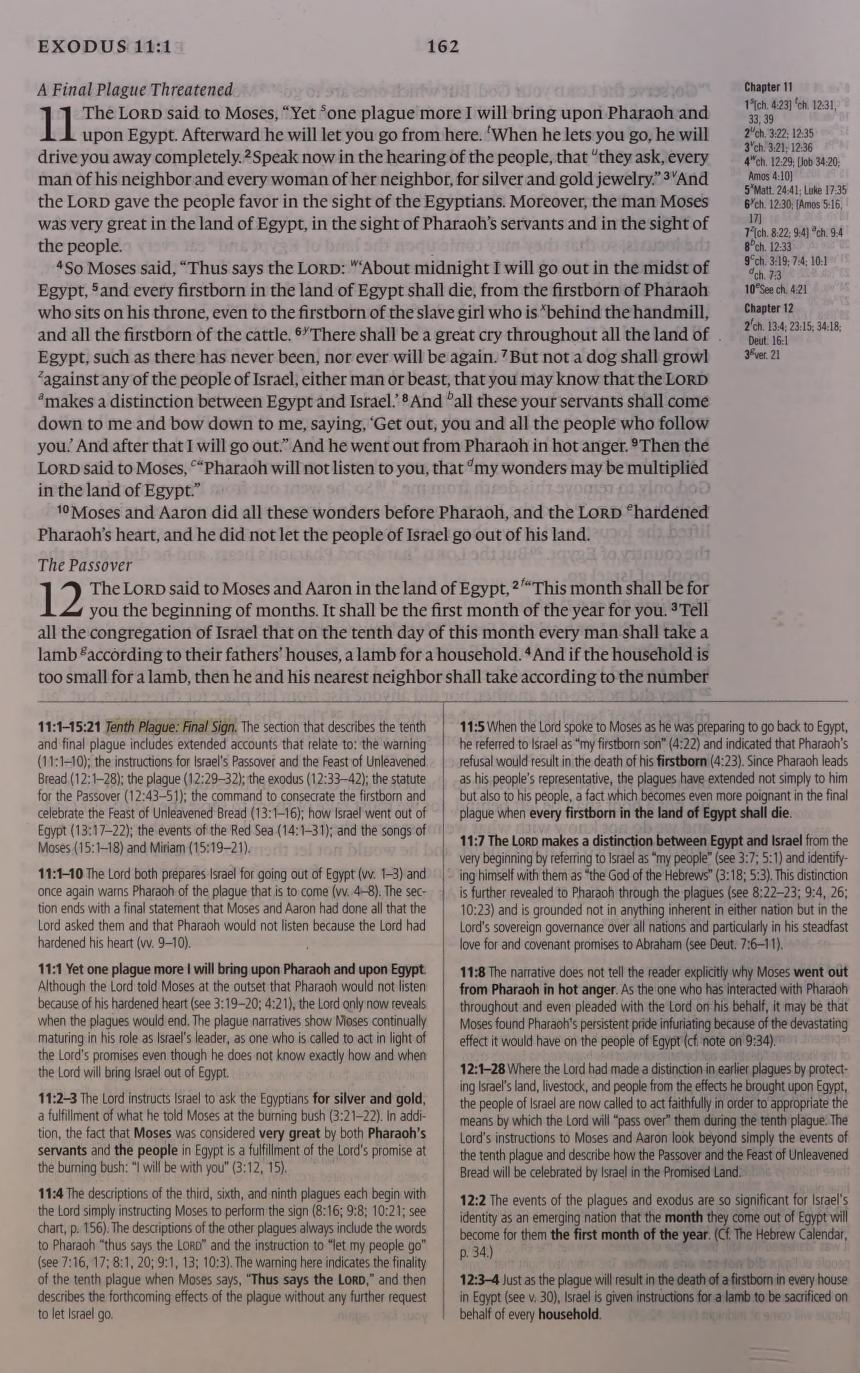 EXODUS 11:1
162
A Final Plague Threatened
11 The LORD said to Moses, “Yet ˢone plague more I will bring upon Pharaoh and
upon Egypt. Afterward he will let you go from here. ᵗWhen he lets you go, he will
drive you away completely. ²Speak now in the hearing of the people, that ᵘthey ask, every
man of his neighbor and every woman of her neighbor, for silver and gold jewelry.” ³ᵛAnd
the LORD gave the people favor in the sight of the Egyptians. Moreover, the man Moses
was very great in the land of Egypt, in the sight of Pharaoh’s servants and in the sight of
the people.
⁴So Moses said, “Thus says the LORD: ʷ‘About midnight I will go out in the midst of
Egypt, ⁵and every firstborn in the land of Egypt shall die, from the firstborn of Pharaoh
who sits on his throne, even to the firstborn of the slave girl who is ˣbehind the handmill,
and all the firstborn of the cattle. ⁶ʸThere shall be a great cry throughout all the land of
Egypt, such as there has never been, nor ever will be again. ⁷But not a dog shall growl
ᶻagainst any of the people of Israel, either man or beast, that you may know that the LORD
ᵃmakes a distinction between Egypt and Israel.’ ⁸And ᵇall these your servants shall come
down to me and bow down to me, saying, ‘Get out, you and all the people who follow
you.’ And after that I will go out.” And he went out from Pharaoh in hot anger. ⁹Then the
LORD said to Moses, ᶜ“Pharaoh will not listen to you, that ᵈmy wonders may be multiplied
in the land of Egypt.”
¹⁰Moses and Aaron did all these wonders before Pharaoh, and the LORD ᵉhardened
Pharaoh’s heart, and he did not let the people of Israel go out of his land.
The Passover
12 The LORD said to Moses and Aaron in the land of Egypt, ²ᶠ“This month shall be for
you the beginning of months. It shall be the first month of the year for you. ³Tell
all the congregation of Israel that on the tenth day of this month every man shall take a
lamb ᵍaccording to their fathers’ houses, a lamb for a household. ⁴And if the household is
too small for a lamb, then he and his nearest neighbor shall take according to the number
Chapter 11
1ˢ[ch. 4:23] ᵗch. 12:31,
33, 39
2ᵘch. 3:22; 12:35
3ᵛch. 3:21; 12:36
4ʷch. 12:29; [Job 34:20;
Amos 4:10]
5ˣMatt. 24:41; Luke 17:35
6ʸch. 12:30; [Amos 5:16,
17]
7ᶻ[ch. 8:22; 9:4] ᵃch. 9:4
8ᵇch. 12:33
9ᶜch. 3:19; 7:4; 10:1
ᵈch. 7:3
10ᵉSee ch. 4:21
Chapter 12
2ᶠch. 13:4; 23:15; 34:18;
Deut. 16:1
3ᵍver. 21
11:1–15:21 Tenth Plague: Final Sign. The section that describes the tenth
and final plague includes extended accounts that relate to: the warning
(11:1–10); the instructions for Israel’s Passover and the Feast of Unleavened
Bread (12:1–28); the plague (12:29–32); the exodus (12:33–42); the statute
for the Passover (12:43–51); the command to consecrate the firstborn and
celebrate the Feast of Unleavened Bread (13:1–16); how Israel went out of
Egypt (13:17–22); the events of the Red Sea (14:1–31); and the songs of
Moses (15:1–18) and Miriam (15:19–21).
11:1–10 The Lord both prepares Israel for going out of Egypt (vv. 1–3) and
once again warns Pharaoh of the plague that is to come (vv. 4–8). The sec-
tion ends with a final statement that Moses and Aaron had done all that the
Lord asked them and that Pharaoh would not listen because the Lord had
hardened his heart (vv. 9–10).
11:1 Yet one plague more I will bring upon Pharaoh and upon Egypt.
Although the Lord told Moses at the outset that Pharaoh would not listen
because of his hardened heart (see 3:19–20; 4:21), the Lord only now reveals
when the plagues would end. The plague narratives show Moses continually
maturing in his role as Israel’s leader, as one who is called to act in light of
the Lord’s promises even though he does not know exactly how and when
the Lord will bring Israel out of Egypt.
11:2–3 The Lord instructs Israel to ask the Egyptians for silver and gold,
a fulfillment of what he told Moses at the burning bush (3:21–22). In addi-
tion, the fact that Moses was considered very great by both Pharaoh’s
servants and the people in Egypt is a fulfillment of the Lord’s promise at
the burning bush: “I will be with you” (3:12, 15).
11:4 The descriptions of the third, sixth, and ninth plagues each begin with
the Lord simply instructing Moses to perform the sign (8:16; 9:8; 10:21; see
chart, p. 156). The descriptions of the other plagues always include the words
to Pharaoh “thus says the LORD” and the instruction to “let my people go”
(see 7:16, 17; 8:1, 20; 9:1, 13; 10:3). The warning here indicates the finality
of the tenth plague when Moses says, “Thus says the LORD,” and then
describes the forthcoming effects of the plague without any further request
to let Israel go.
11:5 When the Lord spoke to Moses as he was preparing to go back to Egypt,
he referred to Israel as “my firstborn son” (4:22) and indicated that Pharaoh’s
refusal would result in the death of his firstborn (4:23). Since Pharaoh leads
as his people’s representative, the plagues have extended not simply to him
but also to his people, a fact which becomes even more poignant in the final
plague when every firstborn in the land of Egypt shall die.
11:7 The LORD makes a distinction between Egypt and Israel from the
very beginning by referring to Israel as “my people” (see 3:7; 5:1) and identify-
ing himself with them as “the God of the Hebrews” (3:18; 5:3). This distinction
is further revealed to Pharaoh through the plagues (see 8:22–23; 9:4, 26;
10:23) and is grounded not in anything inherent in either nation but in the
Lord’s sovereign governance over all nations and particularly in his steadfast
love for and covenant promises to Abraham (see Deut. 7:6–11).
11:8 The narrative does not tell the reader explicitly why Moses went out
from Pharaoh in hot anger. As the one who has interacted with Pharaoh
throughout and even pleaded with the Lord on his behalf, it may be that
Moses found Pharaoh’s persistent pride infuriating because of the devastating
effect it would have on the people of Egypt (cf. note on 9:34).
12:1–28 Where the Lord had made a distinction in earlier plagues by protect-
ing Israel’s land, livestock, and people from the effects he brought upon Egypt,
the people of Israel are now called to act faithfully in order to appropriate the
means by which the Lord will “pass over” them during the tenth plague. The
Lord’s instructions to Moses and Aaron look beyond simply the events of
the tenth plague and describe how the Passover and the Feast of Unleavened
Bread will be celebrated by Israel in the Promised Land.
12:2 The events of the plagues and exodus are so significant for Israel’s
identity as an emerging nation that the month they come out of Egypt will
become for them the first month of the year. (Cf. The Hebrew Calendar,
p. 34.)
12:3–4 Just as the plague will result in the death of a firstborn in every house
in Egypt (see v. 30), Israel is given instructions for a lamb to be sacrificed on
behalf of every household.